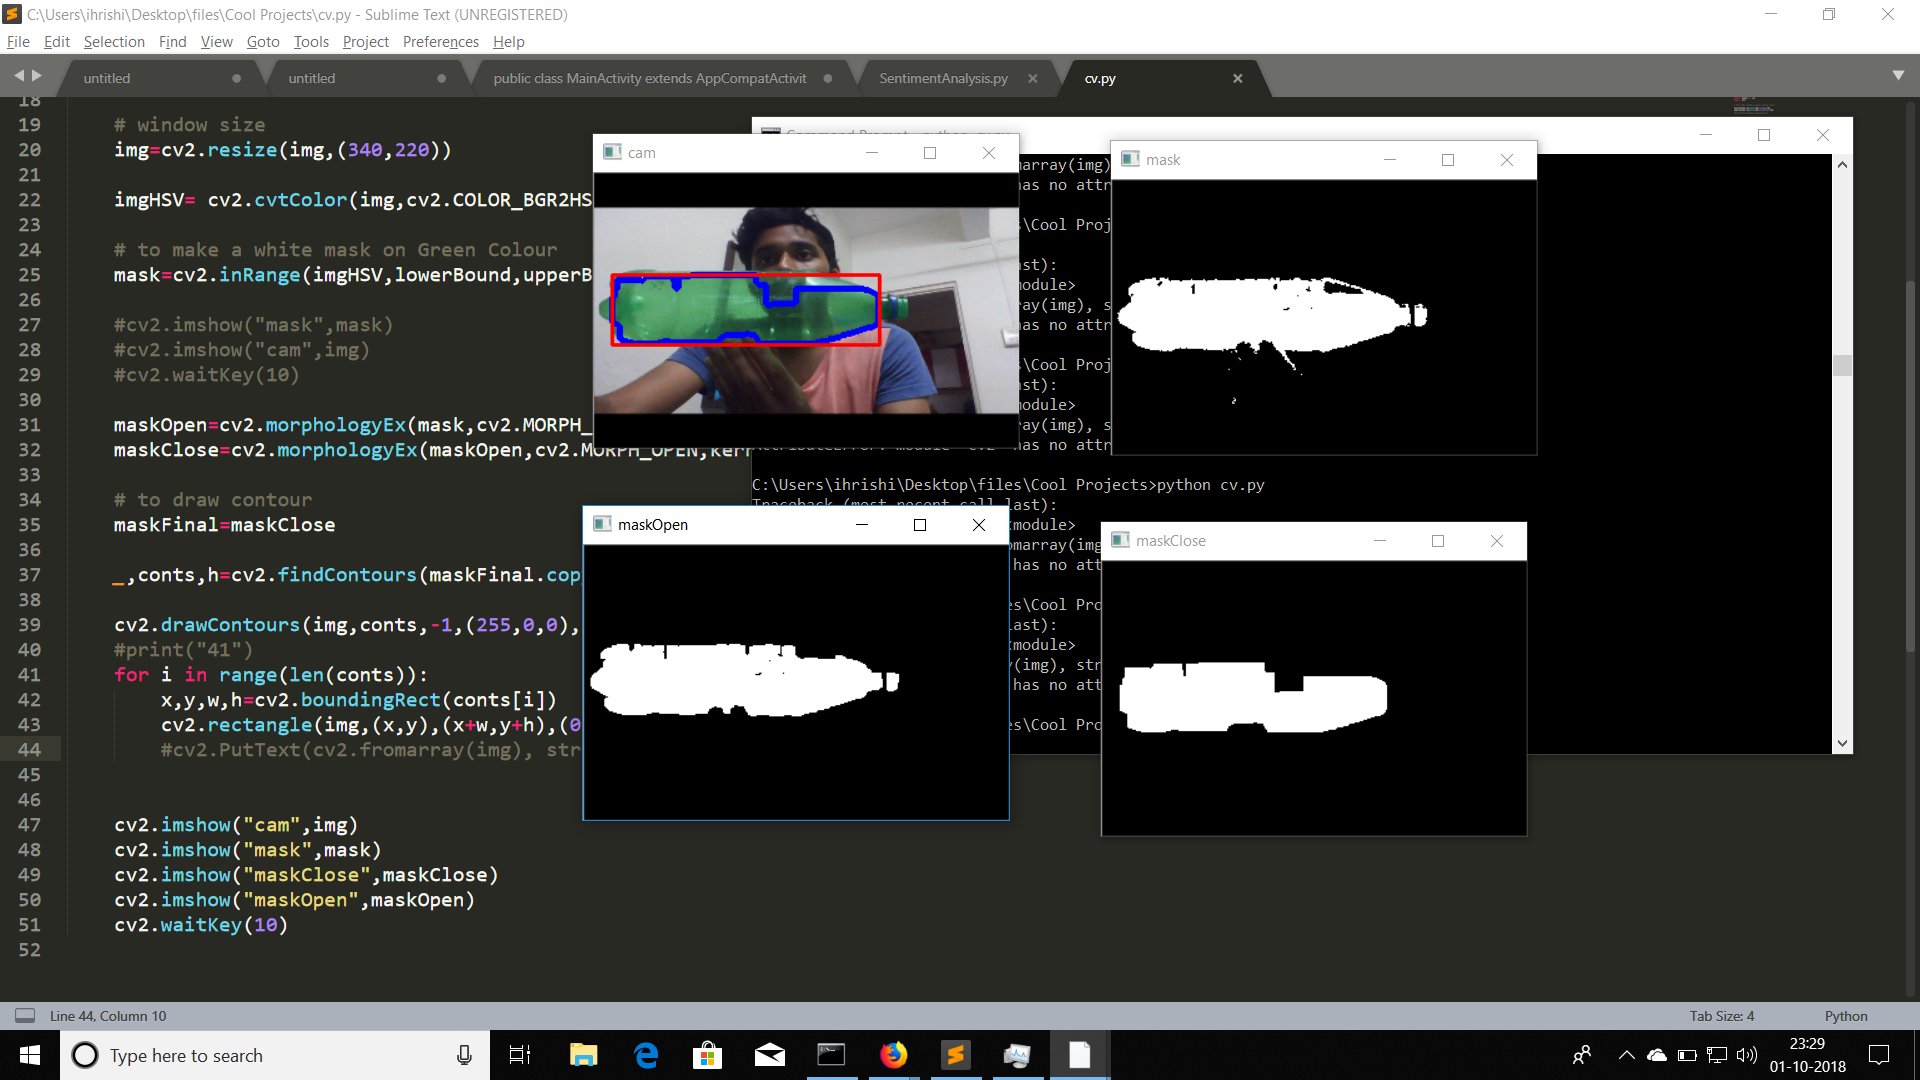 C:\Users\ihrishi\Desktop\files\Cool Projects\cv.py - Sublime Text (UNREGISTERED)
File Edit Selection Find View Goto Tools Project Preferences Help
untitled untitled public class MainActivity extends AppCompatActivit SentimentAnalysis.py cv.py
18
19 # window size
20 img=cv2.resize(img,(340,220))
21
22 imgHSV= cv2.cvtColor(img,cv2.COLOR_BGR2HS
23
24 # to make a white mask on Green Colour
25 mask=cv2.inRange(imgHSV,lowerBound,upperB
26
27 #cv2.imshow("mask",mask)
28 #cv2.imshow("cam",img)
29 #cv2.waitKey(10)
30
31 maskOpen=cv2.morphologyEx(mask,cv2.MORPH_
32 maskClose=cv2.morphologyEx(maskOpen,cv2.MORPH_OPEN,kern
33
34 # to draw contour
35 maskFinal=maskClose
36
37 _,conts,h=cv2.findContours(maskFinal.cop
38
39 cv2.drawContours(img,conts,-1,(255,0,0),
40 #print("41")
41 for i in range(len(conts)):
42 x,y,w,h=cv2.boundingRect(conts[i])
43 cv2.rectangle(img,(x,y),(x+w,y+h),(0
44 #cv2.PutText(cv2.fromarray(img), str
45
46
47 cv2.imshow("cam",img)
48 cv2.imshow("mask",mask)
49 cv2.imshow("maskClose",maskClose)
50 cv2.imshow("maskOpen",maskOpen)
51 cv2.waitKey(10)
52
cam
mask
marray(img)
has no attr
s\Cool Proj
ast):
module>
ray(img), s
has no attr
s\Cool Proj
ast):
module>
ray(img), s
has no attr
C:\Users\ihrishi\Desktop\files\Cool Projects>python cv.py
Traceback (most recent call last):
module>
marray(img
has no att
es\Cool Pro
last):
module>
y(img), str
has no att
es\Cool Pro
maskOpen
maskClose
Line 44, Column 10 Tab Size: 4 Python
Type here to search
23:29
01-10-2018